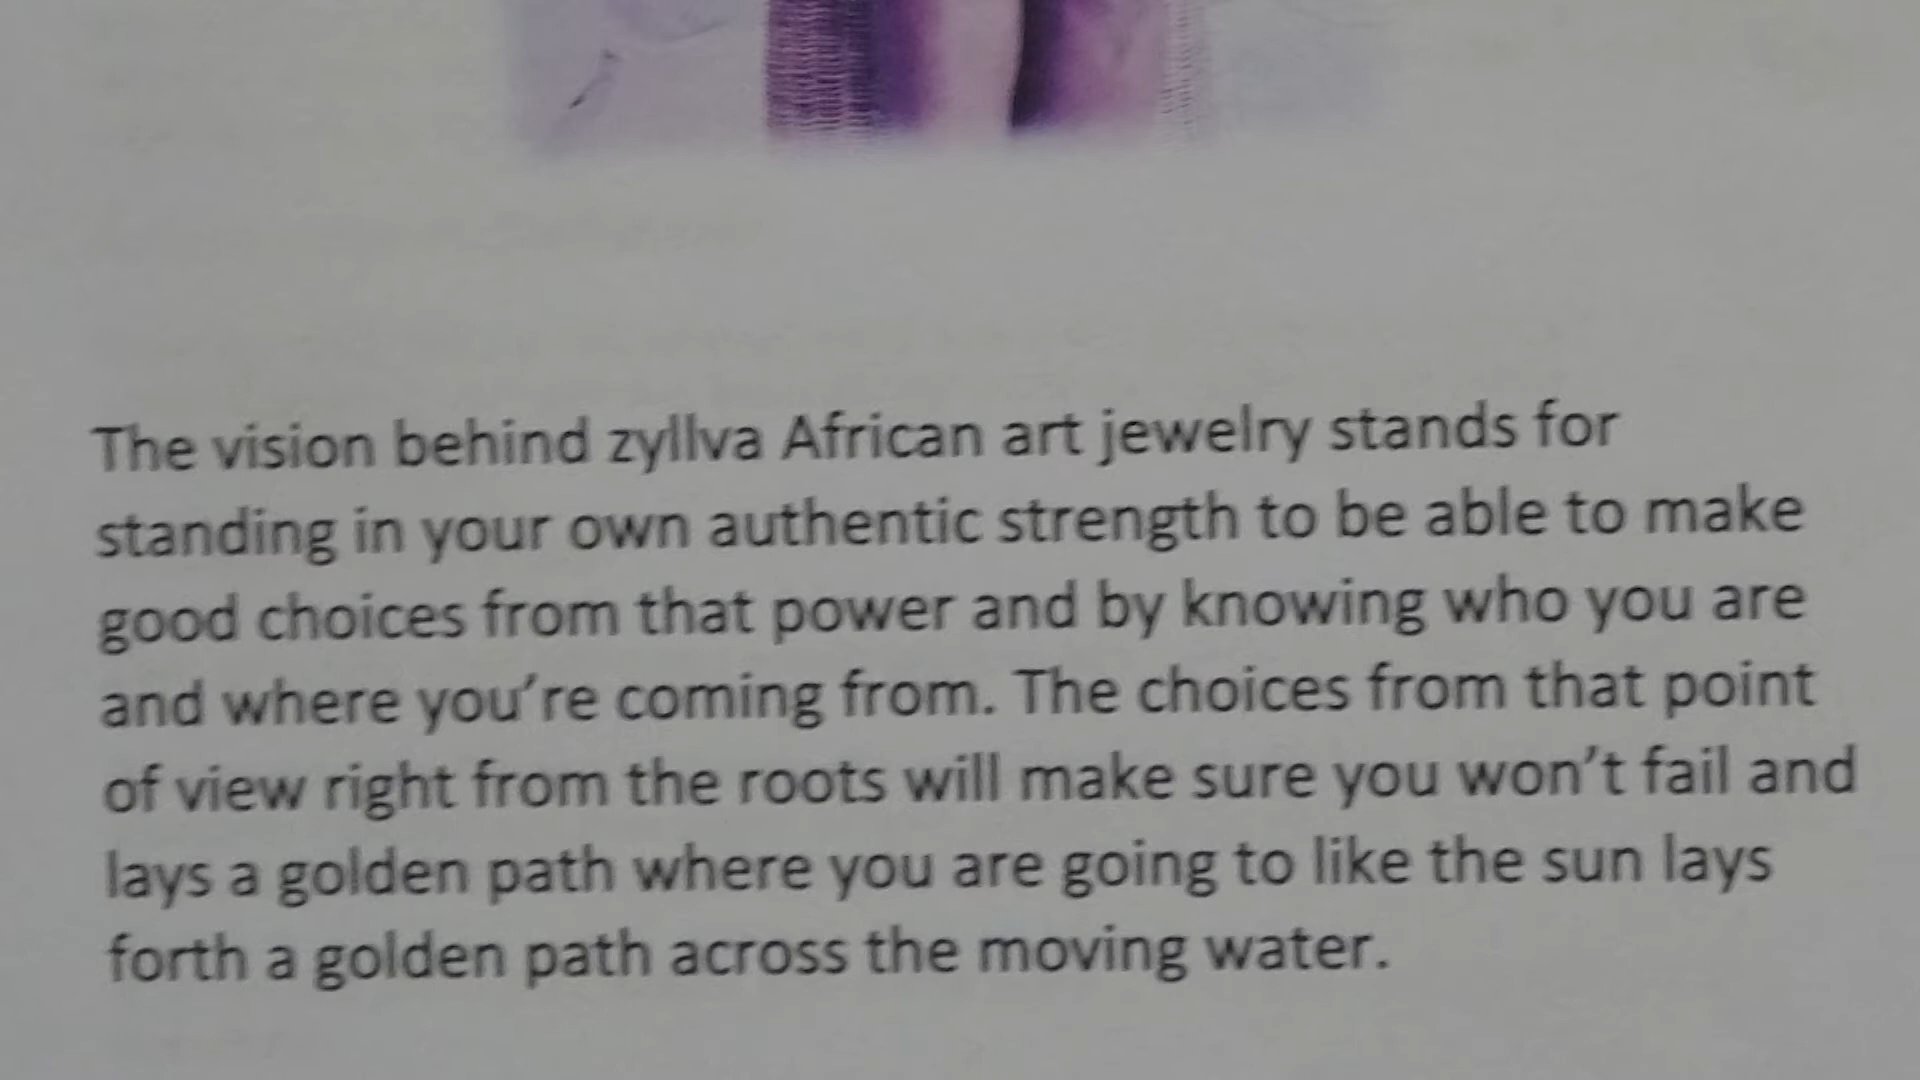 The vision behind zyllva African art jewelry stands for
standing in your own authentic strength to be able to make
good choices from that power and by knowing who you are
and where you’re coming from. The choices from that point
of view right from the roots will make sure you won’t fail and
lays a golden path where you are going to like the sun lays
forth a golden path across the moving water.